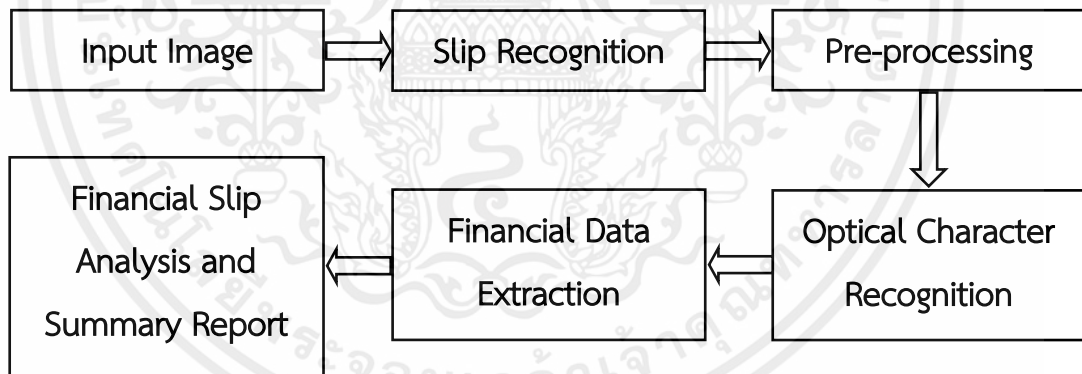 Input Image
Slip Recognition
Pre-processing
Optical Character
Recognition
Financial Data
Extraction
Financial Slip
Analysis and
Summary Report